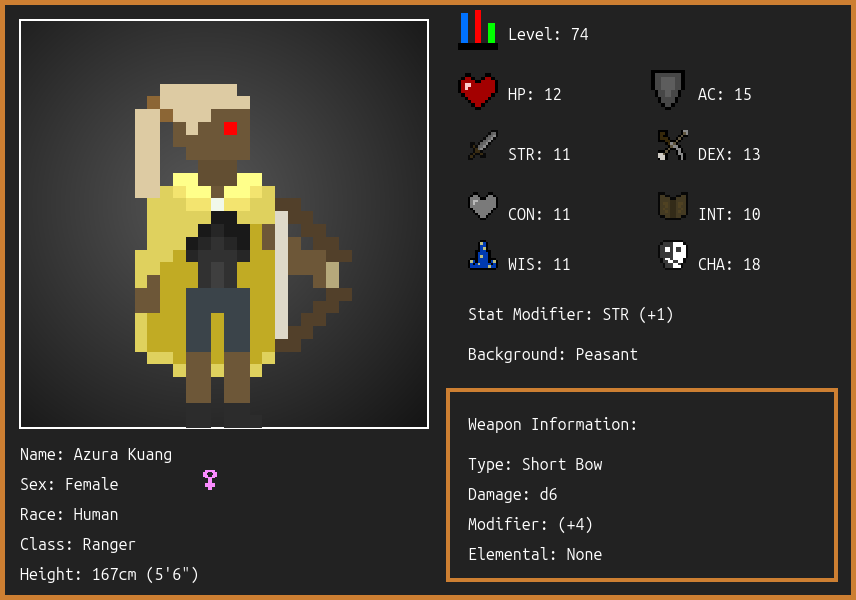 Level: 74
HP: 12
AC: 15
STR: 11
DEX: 13
CON: 11
INT: 10
WIS: 11
CHA: 18
Stat Modifier: STR (+1)
Background: Peasant
Weapon Information:
Type: Short Bow
Damage: d6
Modifier: (+4)
Elemental: None
Name: Azura Kuang
Sex: Female
Race: Human
Class: Ranger
Height: 167cm (5'6")